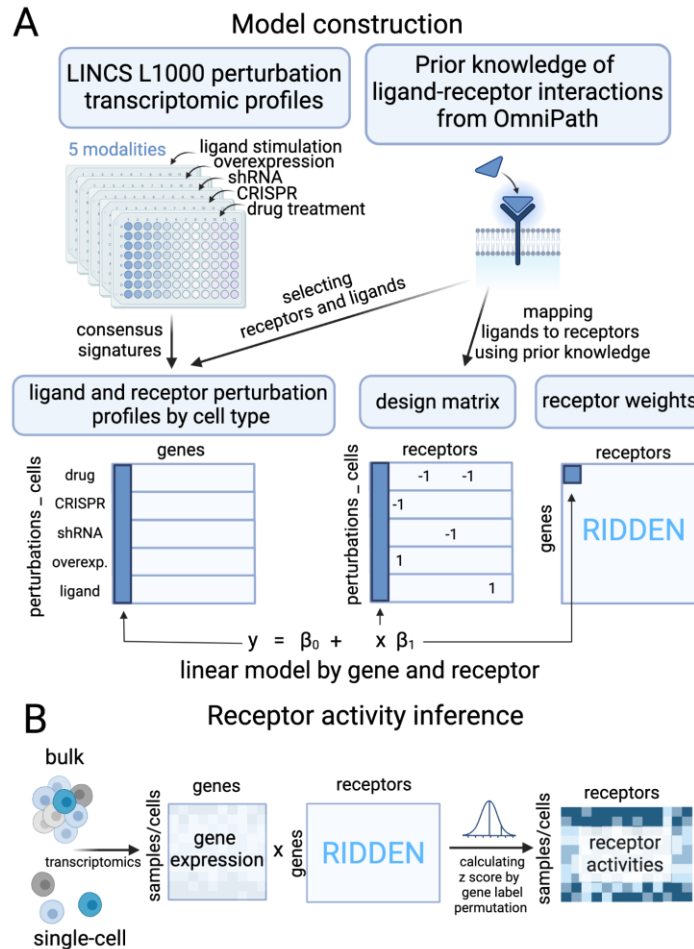 A
Model construction
LINCS L1000 perturbation
transcriptomic profiles
Prior knowledge of
ligand-receptor interactions
from OmniPath
5 modalities
ligand stimulation
overexpression
shRNA
CRISPR
drug treatment
selecting
receptors and ligands
consensus
signatures
mapping
ligands to receptors
using prior knowledge
ligand and receptor perturbation
profiles by cell type
design matrix
receptor weights
genes
receptors
receptors
perturbations _ cells
drug
CRISPR
shRNA
overexp.
ligand
perturbations _ cells
-1 -1
-1
-1
1
1
genes
RIDDEN
y = β₀ + x β₁
linear model by gene and receptor
B
Receptor activity inference
bulk
transcriptomics
single-cell
genes
samples/cells
gene
expression
x
receptors
genes
RIDDEN
calculating
z score by
gene label
permutation
receptors
samples/cells
receptor
activities